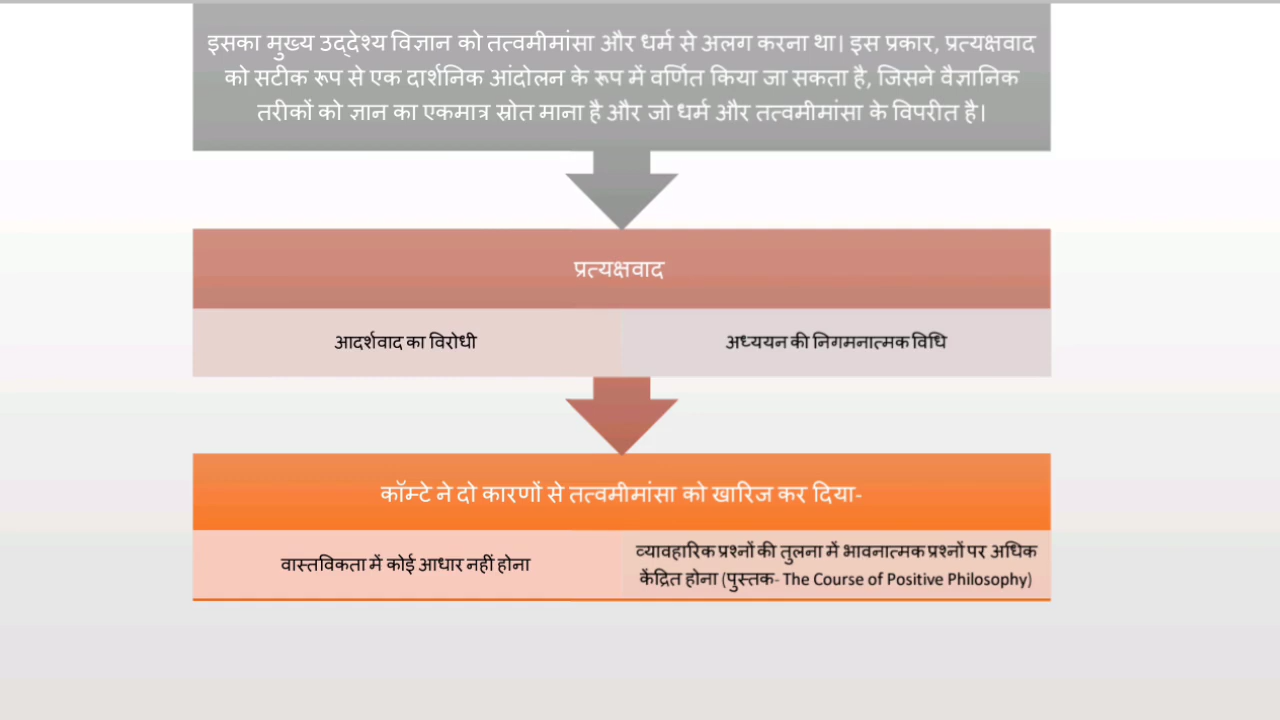 इसका मुख्य उद्देश्य विज्ञान को तत्वमीमांसा और धर्म से अलग करना था। इस प्रकार, प्रत्यक्षवाद
को सटीक रूप से एक दार्शनिक आंदोलन के रूप में वर्णित किया जा सकता है, जिसने वैज्ञानिक
तरीकों को ज्ञान का एकमात्र स्रोत माना है और जो धर्म और तत्वमीमांसा के विपरीत है।
प्रत्यक्षवाद
आदर्शवाद का विरोधी
अध्ययन की निगमनात्मक विधि
कॉम्टे ने दो कारणों से तत्वमीमांसा को खारिज कर दिया-
वास्तविकता में कोई आधार नहीं होना
व्यावहारिक प्रश्नों की तुलना में भावनात्मक प्रश्नों पर अधिक
केंद्रित होना (पुस्तक- The Course of Positive Philosophy)